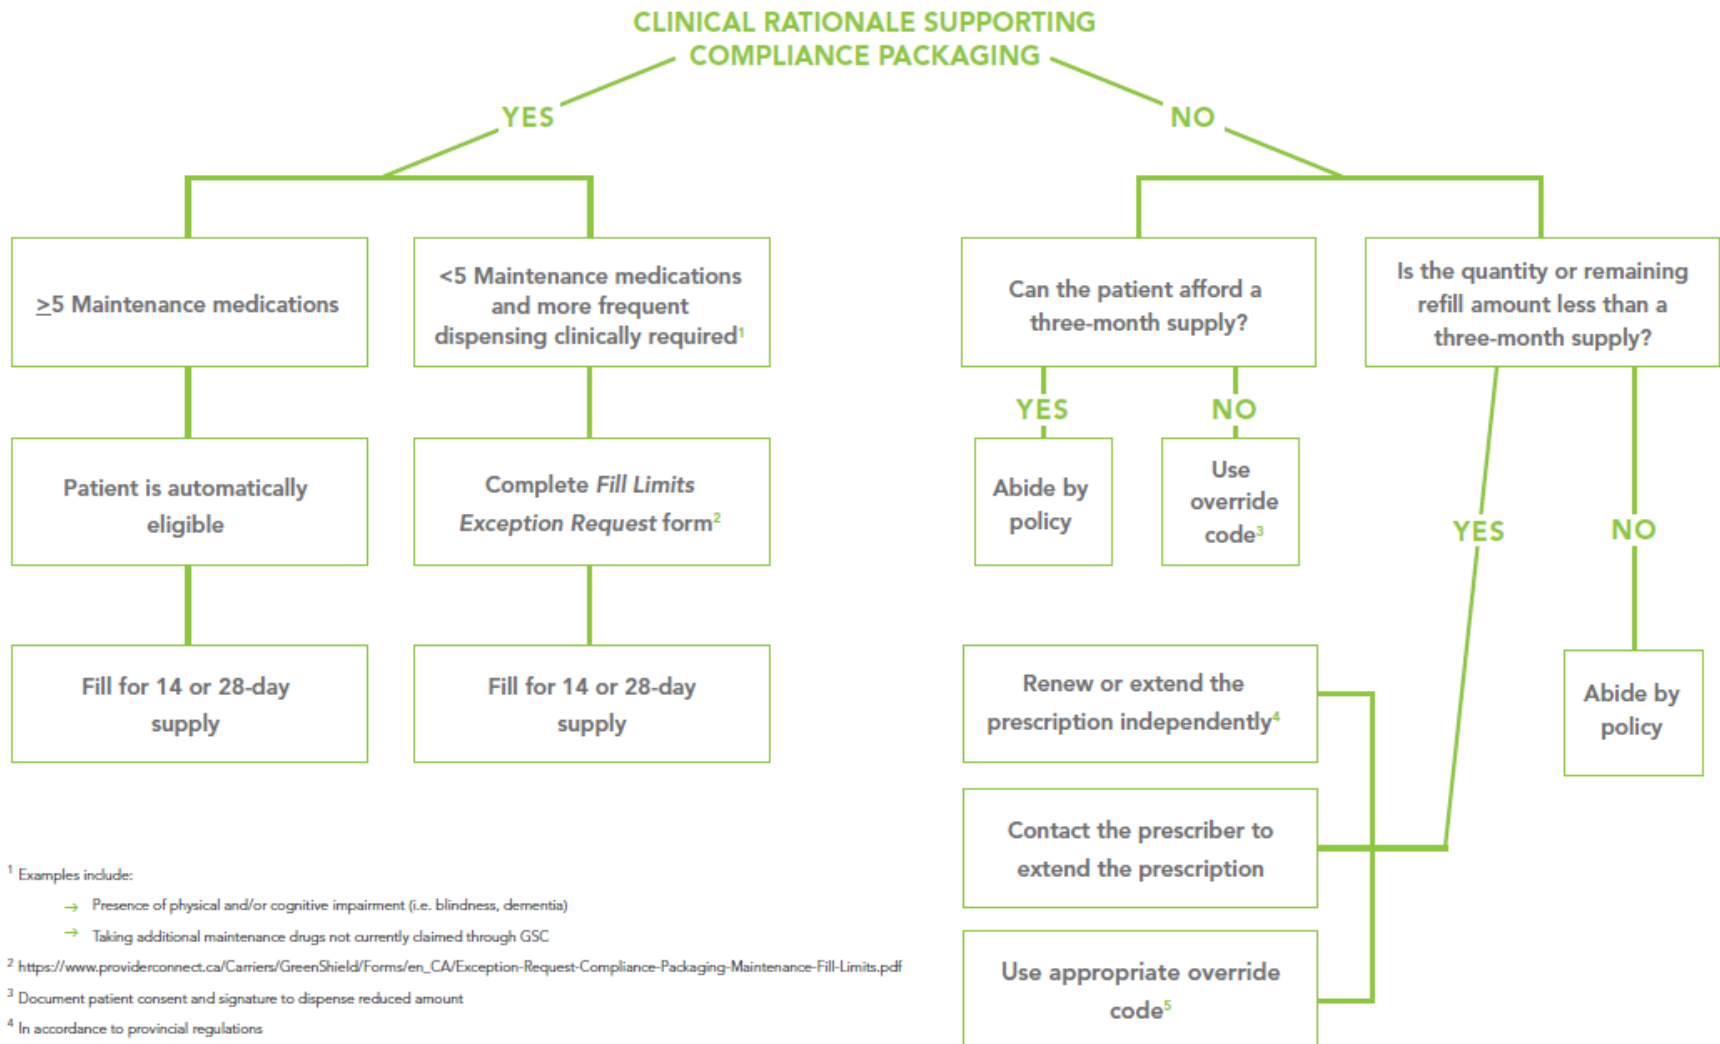 CLINICAL RATIONALE SUPPORTING
COMPLIANCE PACKAGING
YES
NO
≥5 Maintenance medications
<5 Maintenance medications
and more frequent
dispensing clinically required¹
Can the patient afford a
three-month supply?
Is the quantity or remaining
refill amount less than a
three-month supply?
YES
NO
Patient is automatically
eligible
Complete Fill Limits
Exception Request form²
Abide by
policy
Use
override
code³
YES
NO
Fill for 14 or 28-day
supply
Fill for 14 or 28-day
supply
Renew or extend the
prescription independently⁴
Abide by
policy
Contact the prescriber to
extend the prescription
Use appropriate override
code⁵
¹ Examples include:
→ Presence of physical and/or cognitive impairment (i.e. blindness, dementia)
→ Taking additional maintenance drugs not currently claimed through GSC
² https://www.providerconnect.ca/Carriers/GreenShield/Forms/en_CA/Exception-Request-Compliance-Packaging-Maintenance-Fill-Limits.pdf
³ Document patient consent and signature to dispense reduced amount
⁴ In accordance to provincial regulations